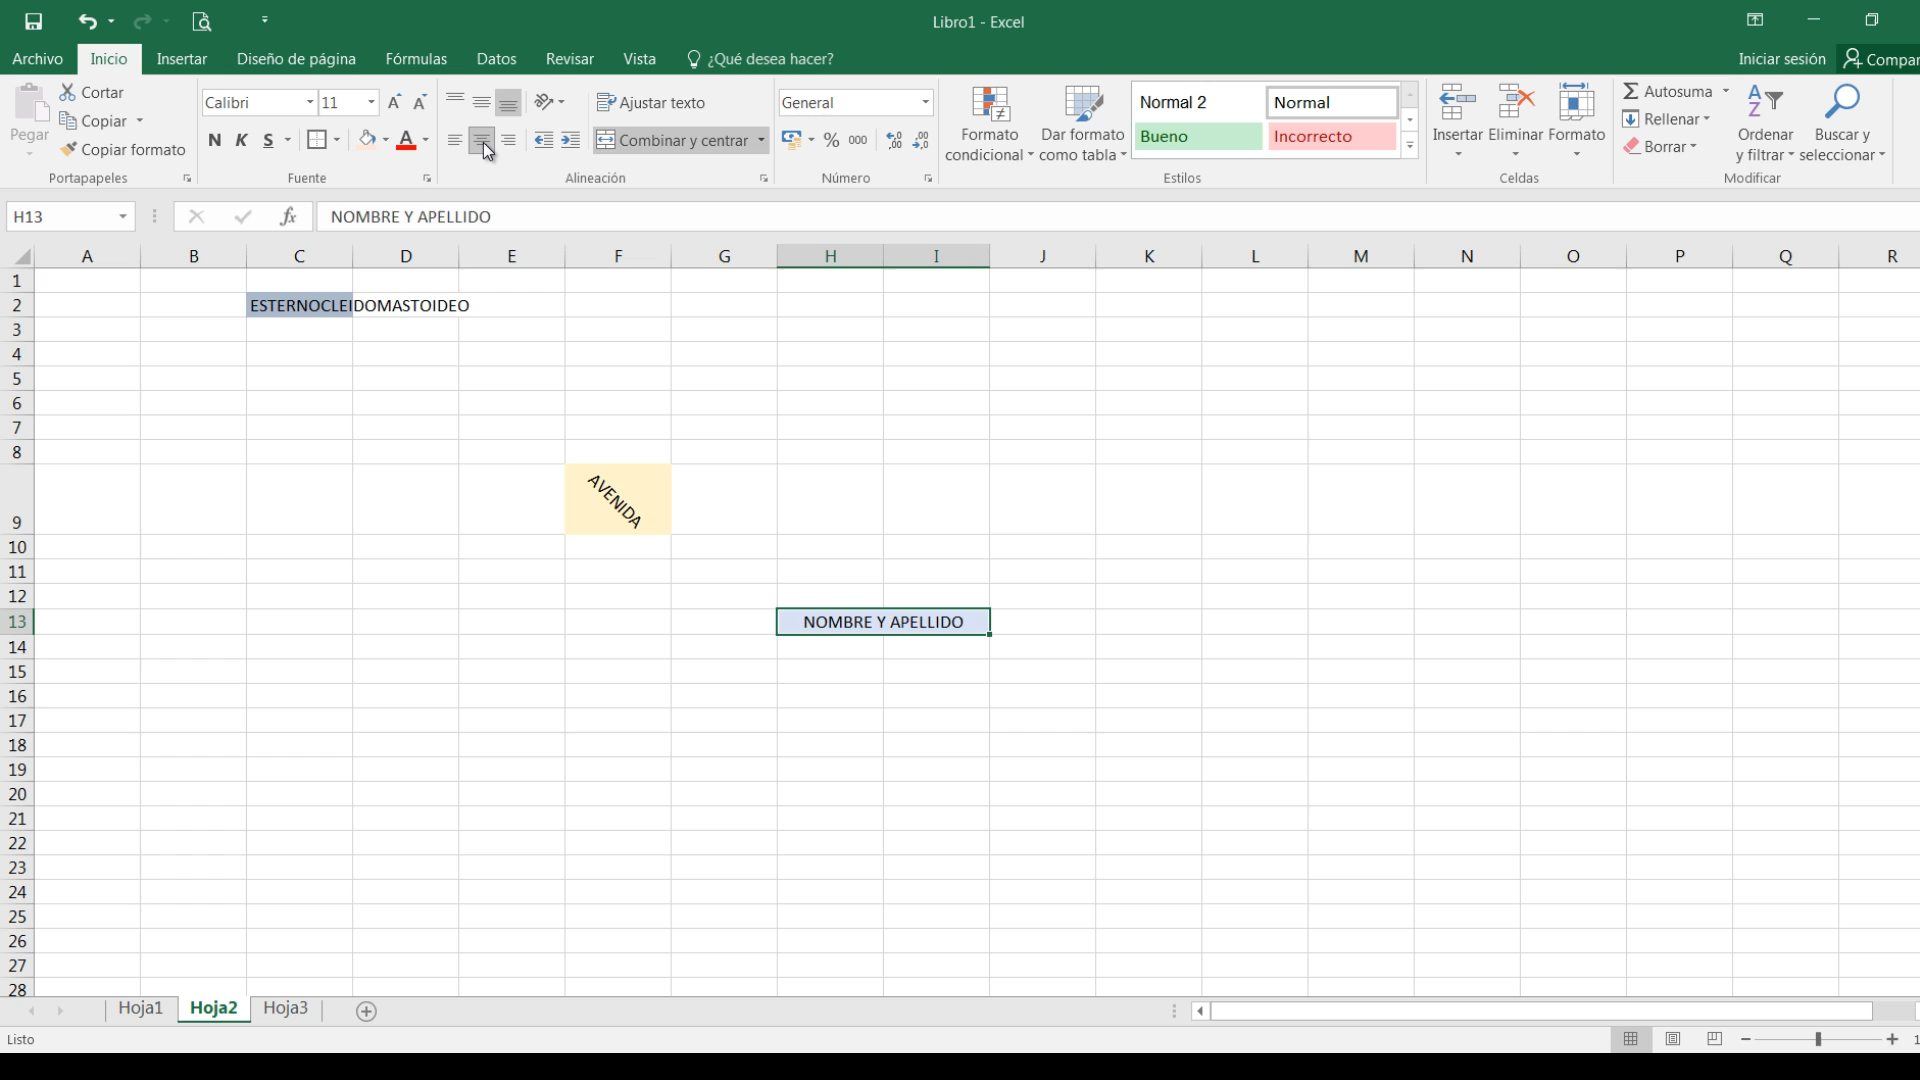 Libro1 - Excel
Archivo Inicio Insertar Diseño de página Fórmulas Datos Revisar Vista ¿Qué desea hacer? Iniciar sesión Compar
Pegar
Cortar
Copiar
Copiar formato
Portapapeles
Calibri 11
N K S
Fuente
Ajustar texto
Combinar y centrar
Alineación
General
% 000
Número
Formato condicional
Dar formato como tabla
Normal 2 Normal
Bueno Incorrecto
Estilos
Insertar Eliminar Formato
Celdas
Autosuma
Rellenar
Borrar
Ordenar y filtrar
Buscar y seleccionar
Modificar
H13 fx NOMBRE Y APELLIDO
A B C D E F G H I J K L M N O P Q R
1
2 ESTERNOCLEIDOMASTOIDEO
3
4
5
6
7
8
9 AVENIDA
10
11
12
13 NOMBRE Y APELLIDO
14
15
16
17
18
19
20
21
22
23
24
25
26
27
28
Hoja1 Hoja2 Hoja3
Listo